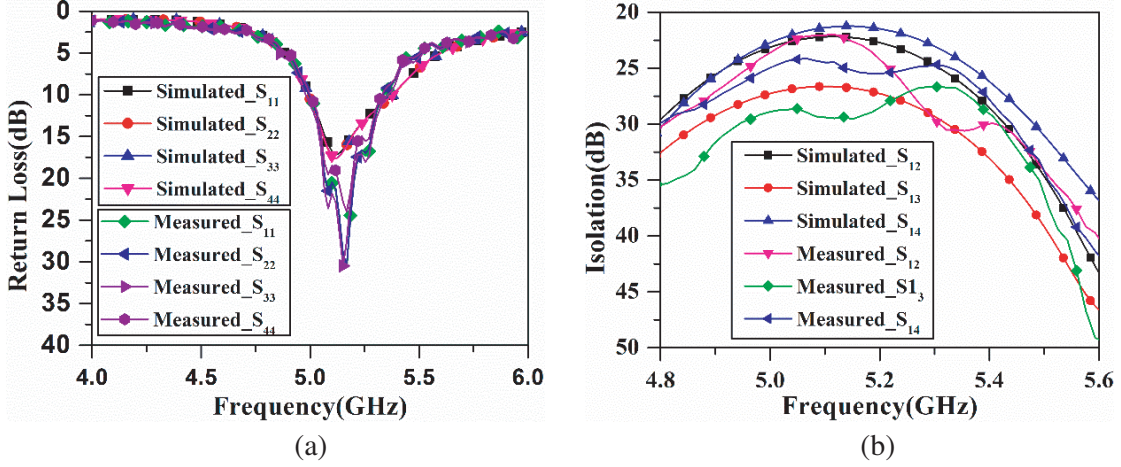 0
5
10
15
20
25
30
35
40
Return Loss(dB)
Simulated_S11
Simulated_S22
Simulated_S33
Simulated_S44
Measured_S11
Measured_S22
Measured_S33
Measured_S44
4.0 4.5 5.0 5.5 6.0
Frequency(GHz)
(a)
20
25
30
35
40
45
50
Isolation(dB)
Simulated_S12
Simulated_S13
Simulated_S14
Measured_S12
Measured_S13
Measured_S14
4.8 5.0 5.2 5.4 5.6
Frequency(GHz)
(b)